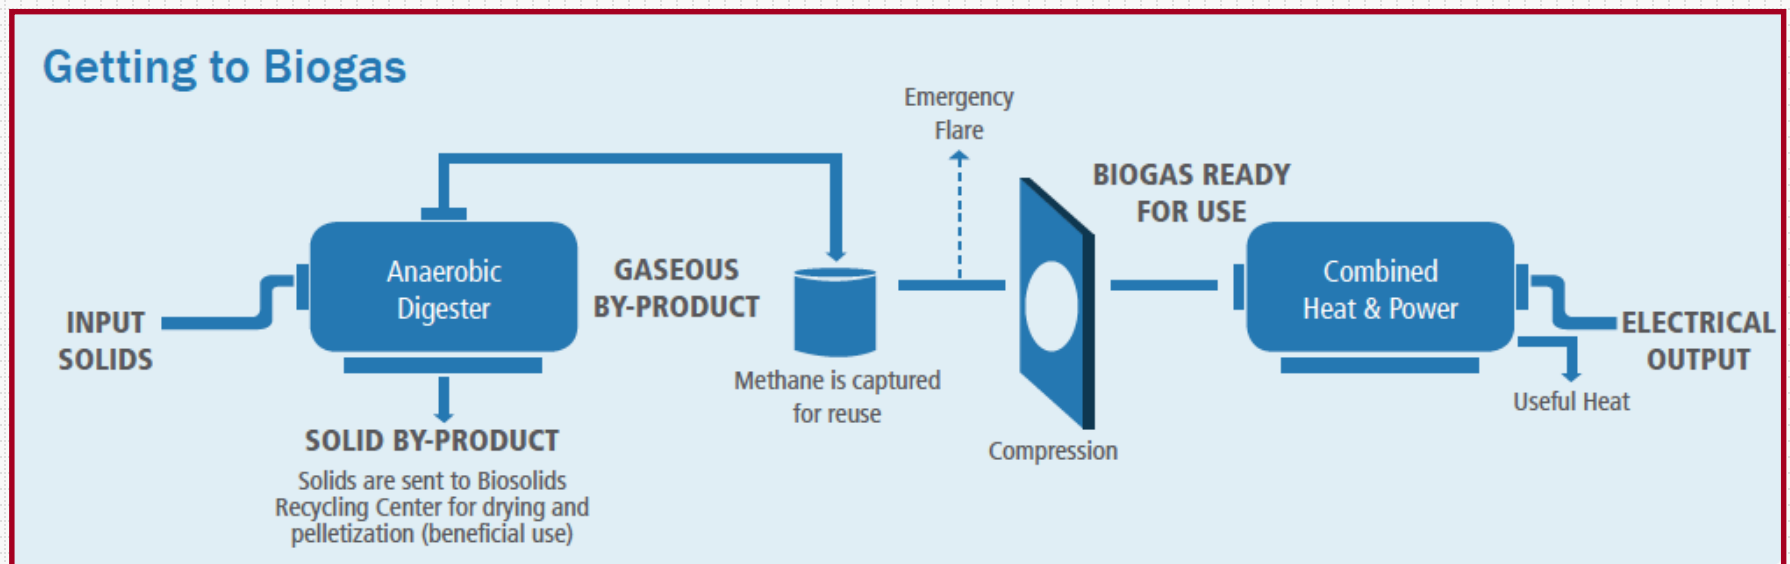 Getting to Biogas
Emergency
Flare
BIOGAS READY
FOR USE
Anaerobic
Digester
GASEOUS
BY-PRODUCT
Combined
Heat & Power
INPUT
SOLIDS
ELECTRICAL
OUTPUT
Methane is captured
for reuse
Useful Heat
Compression
SOLID BY-PRODUCT
Solids are sent to Biosolids
Recycling Center for drying and
pelletization (beneficial use)